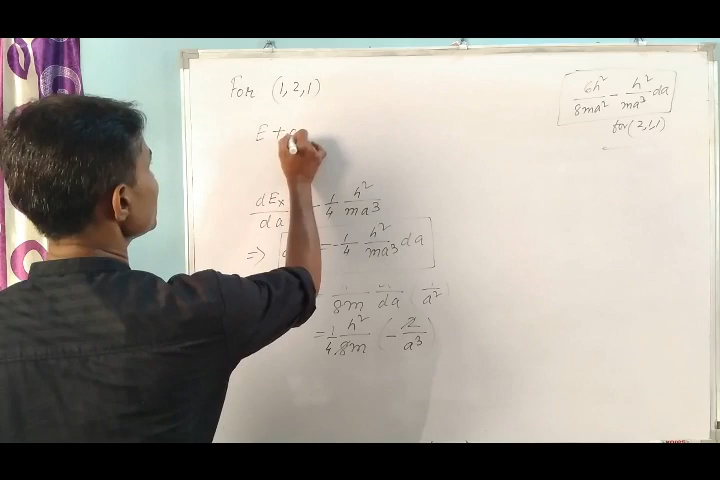 For (1,2,1)
E +
dEx/da - 1/4 h²/ma³
=> = - 1/4 h²/ma³ da
/8m /da (1/a²)
= 1/4 h²/8m (- 2/a³)
6h²/8ma² - h²/ma³ da
for (2,1,1)